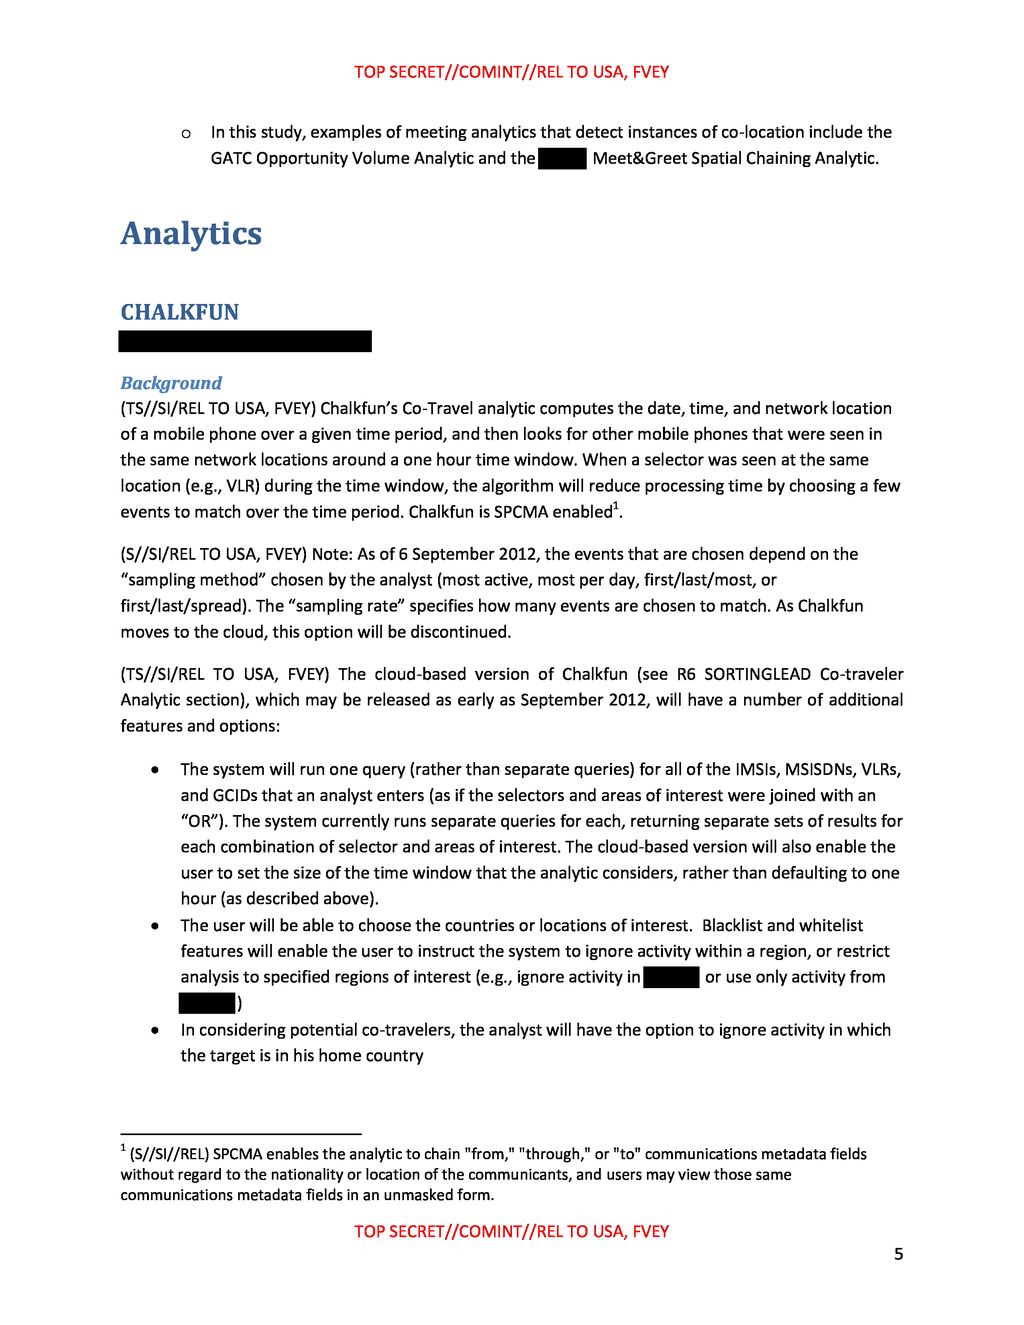 TOP SECRET//COMINT//REL TO USA, FVEY
o In this study, examples of meeting analytics that detect instances of co-location include the
GATC Opportunity Volume Analytic and the Meet&Greet Spatial Chaining Analytic.
Analytics
CHALKFUN
Background
(TS//SI/REL TO USA, FVEY) Chalkfun’s Co-Travel analytic computes the date, time, and network location
of a mobile phone over a given time period, and then looks for other mobile phones that were seen in
the same network locations around a one hour time window. When a selector was seen at the same
location (e.g., VLR) during the time window, the algorithm will reduce processing time by choosing a few
events to match over the time period. Chalkfun is SPCMA enabled¹.
(S//SI/REL TO USA, FVEY) Note: As of 6 September 2012, the events that are chosen depend on the
“sampling method” chosen by the analyst (most active, most per day, first/last/most, or
first/last/spread). The “sampling rate” specifies how many events are chosen to match. As Chalkfun
moves to the cloud, this option will be discontinued.
(TS//SI/REL TO USA, FVEY) The cloud-based version of Chalkfun (see R6 SORTINGLEAD Co-traveler
Analytic section), which may be released as early as September 2012, will have a number of additional
features and options:
• The system will run one query (rather than separate queries) for all of the IMSIs, MSISDNs, VLRs,
and GCIDs that an analyst enters (as if the selectors and areas of interest were joined with an
“OR”). The system currently runs separate queries for each, returning separate sets of results for
each combination of selector and areas of interest. The cloud-based version will also enable the
user to set the size of the time window that the analytic considers, rather than defaulting to one
hour (as described above).
• The user will be able to choose the countries or locations of interest. Blacklist and whitelist
features will enable the user to instruct the system to ignore activity within a region, or restrict
analysis to specified regions of interest (e.g., ignore activity in or use only activity from
)
• In considering potential co-travelers, the analyst will have the option to ignore activity in which
the target is in his home country
¹ (S//SI//REL) SPCMA enables the analytic to chain "from," "through," or "to" communications metadata fields
without regard to the nationality or location of the communicants, and users may view those same
communications metadata fields in an unmasked form.
TOP SECRET//COMINT//REL TO USA, FVEY
5